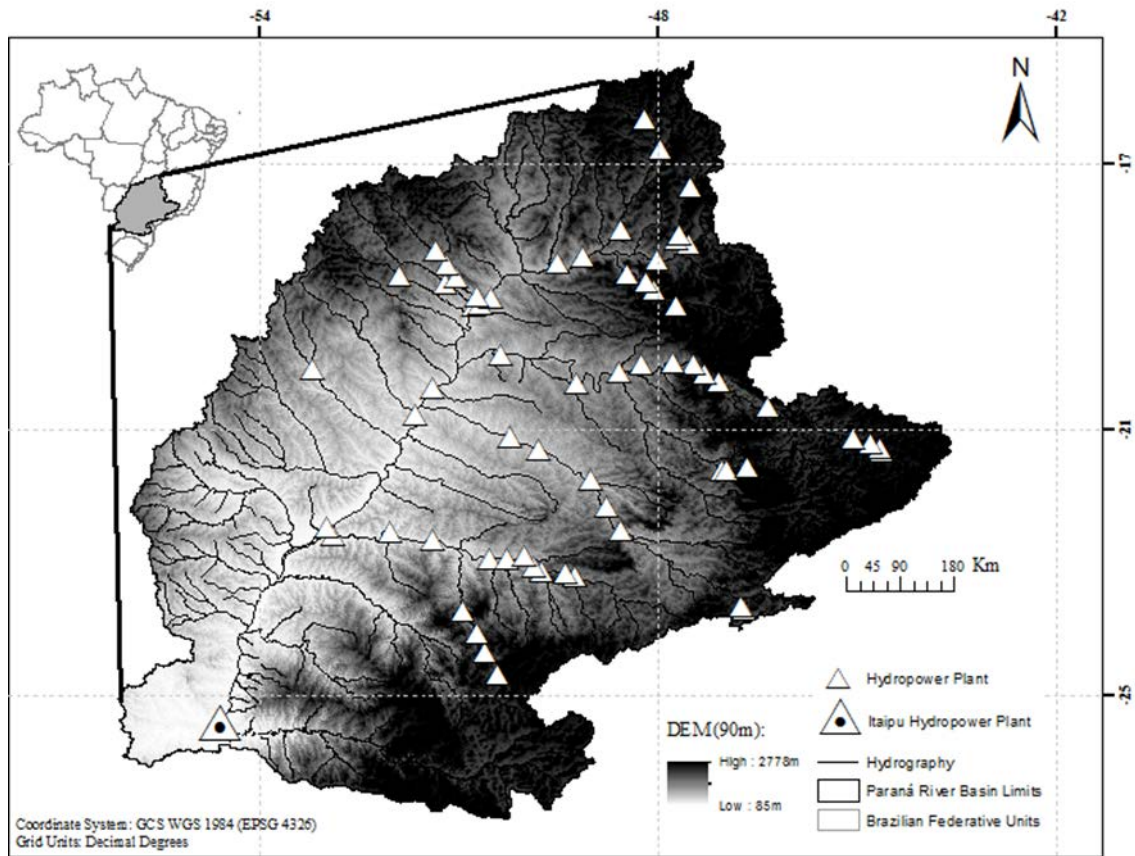 -54
-48
-42
N
-17
-21
0 45 90 180 Km
-25
Hydropower Plant
Itaipu Hydropower Plant
DEM(90m):
High : 2778m
Low : 85m
Hydrography
Paraná River Basin Limits
Brazilian Federative Units
Coordinate System: GCS WGS 1984 (EPSG 4326)
Grid Units: Decimal Degrees